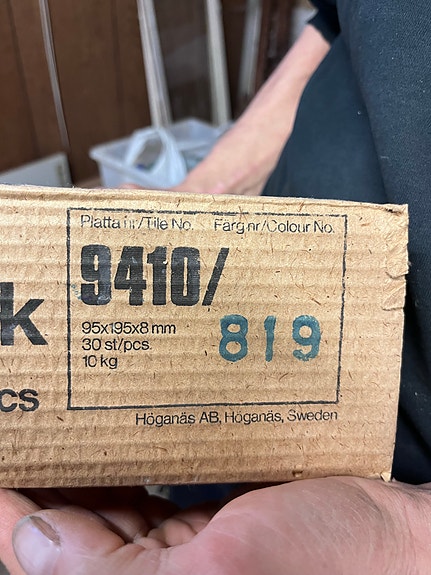 Platta nr/Tile No. Färg nr/Colour No.
9410/
819
95x195x8 mm
30 st/pcs.
10 kg
k
cs
Höganäs AB, Höganäs, Sweden